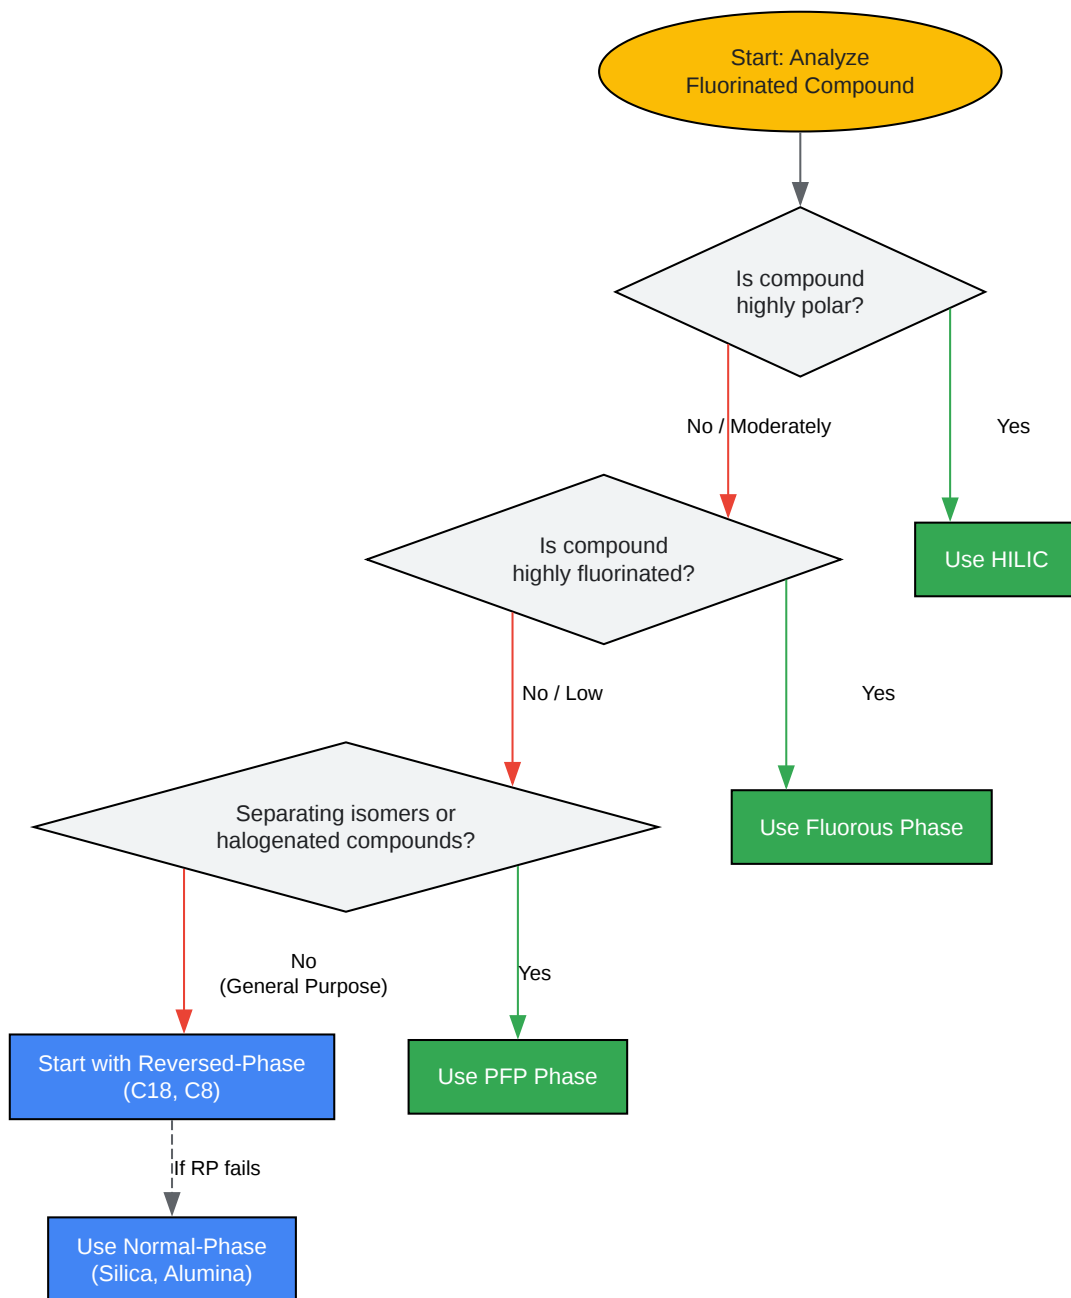 Start: Analyze
Fluorinated Compound
Is compound
highly polar?
No / Moderately
Yes
Is compound
highly fluorinated?
Use HILIC
No / Low
Yes
Separating isomers or
halogenated compounds?
Use Fluorous Phase
No
(General Purpose)
Yes
Start with Reversed-Phase
(C18, C8)
Use PFP Phase
If RP fails
Use Normal-Phase
(Silica, Alumina)